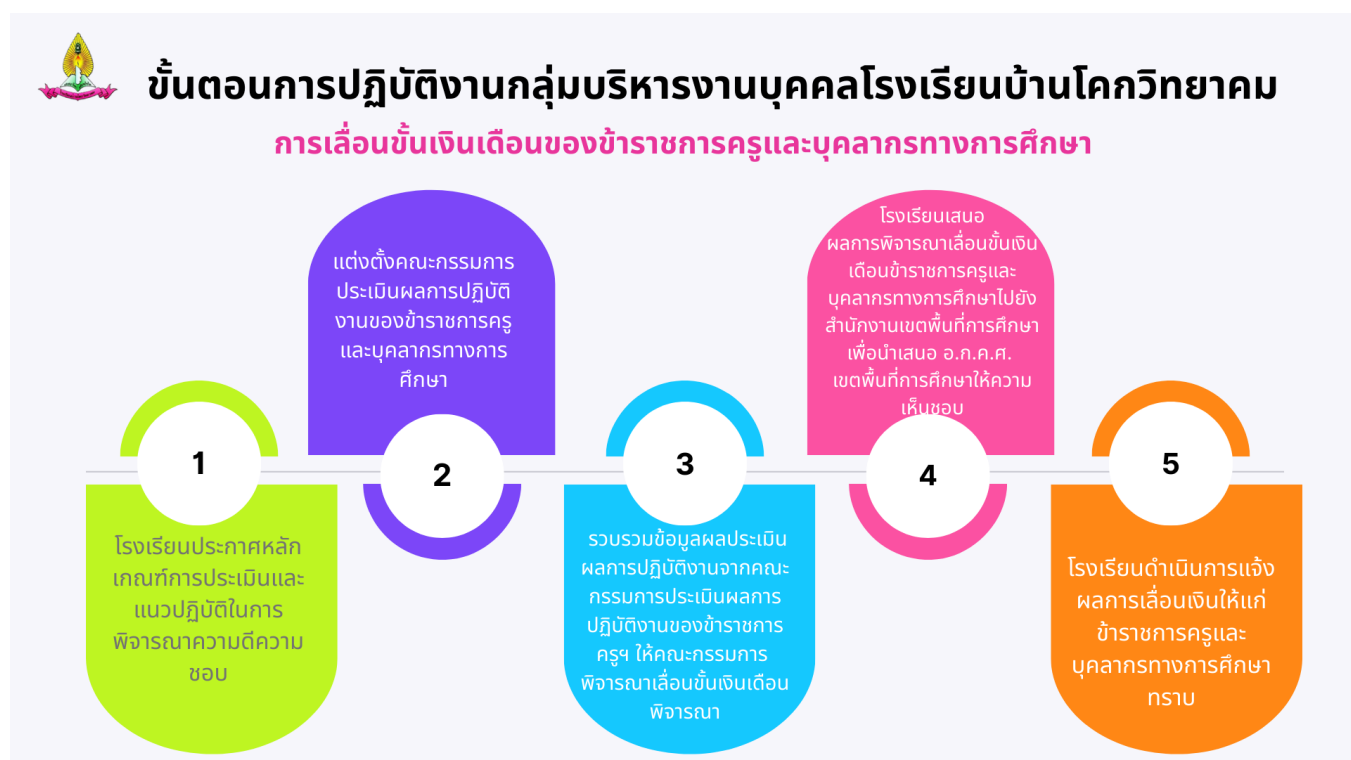 ขั้นตอนการปฏิบัติงานกลุ่มบริหารงานบุคคลโรงเรียนบ้านโคกวิทยาคม
การเลื่อนขั้นเงินเดือนของข้าราชการครูและบุคลากรทางการศึกษา
1
โรงเรียนประกาศหลัก
เกณฑ์การประเมินและ
แนวปฏิบัติในการ
พิจารณาความดีความ
ชอบ
แต่งตั้งคณะกรรมการ
ประเมินผลการปฏิบัติ
งานของข้าราชการครู
และบุคลากรทางการ
ศึกษา
2
3
รวบรวมข้อมูลผลประเมิน
ผลการปฏิบัติงานจากคณะ
กรรมการประเมินผลการ
ปฏิบัติงานของข้าราชการ
ครูฯ ให้คณะกรรมการ
พิจารณาเลื่อนขั้นเงินเดือน
พิจารณา
โรงเรียนเสนอ
ผลการพิจารณาเลื่อนขั้นเงิน
เดือนข้าราชการครูและ
บุคลากรทางการศึกษาไปยัง
สำนักงานเขตพื้นที่การศึกษา
เพื่อนำเสนอ อ.ก.ค.ศ.
เขตพื้นที่การศึกษาให้ความ
เห็นชอบ
4
5
โรงเรียนดำเนินการแจ้ง
ผลการเลื่อนเงินให้แก่
ข้าราชการครูและ
บุคลากรทางการศึกษา
ทราบ